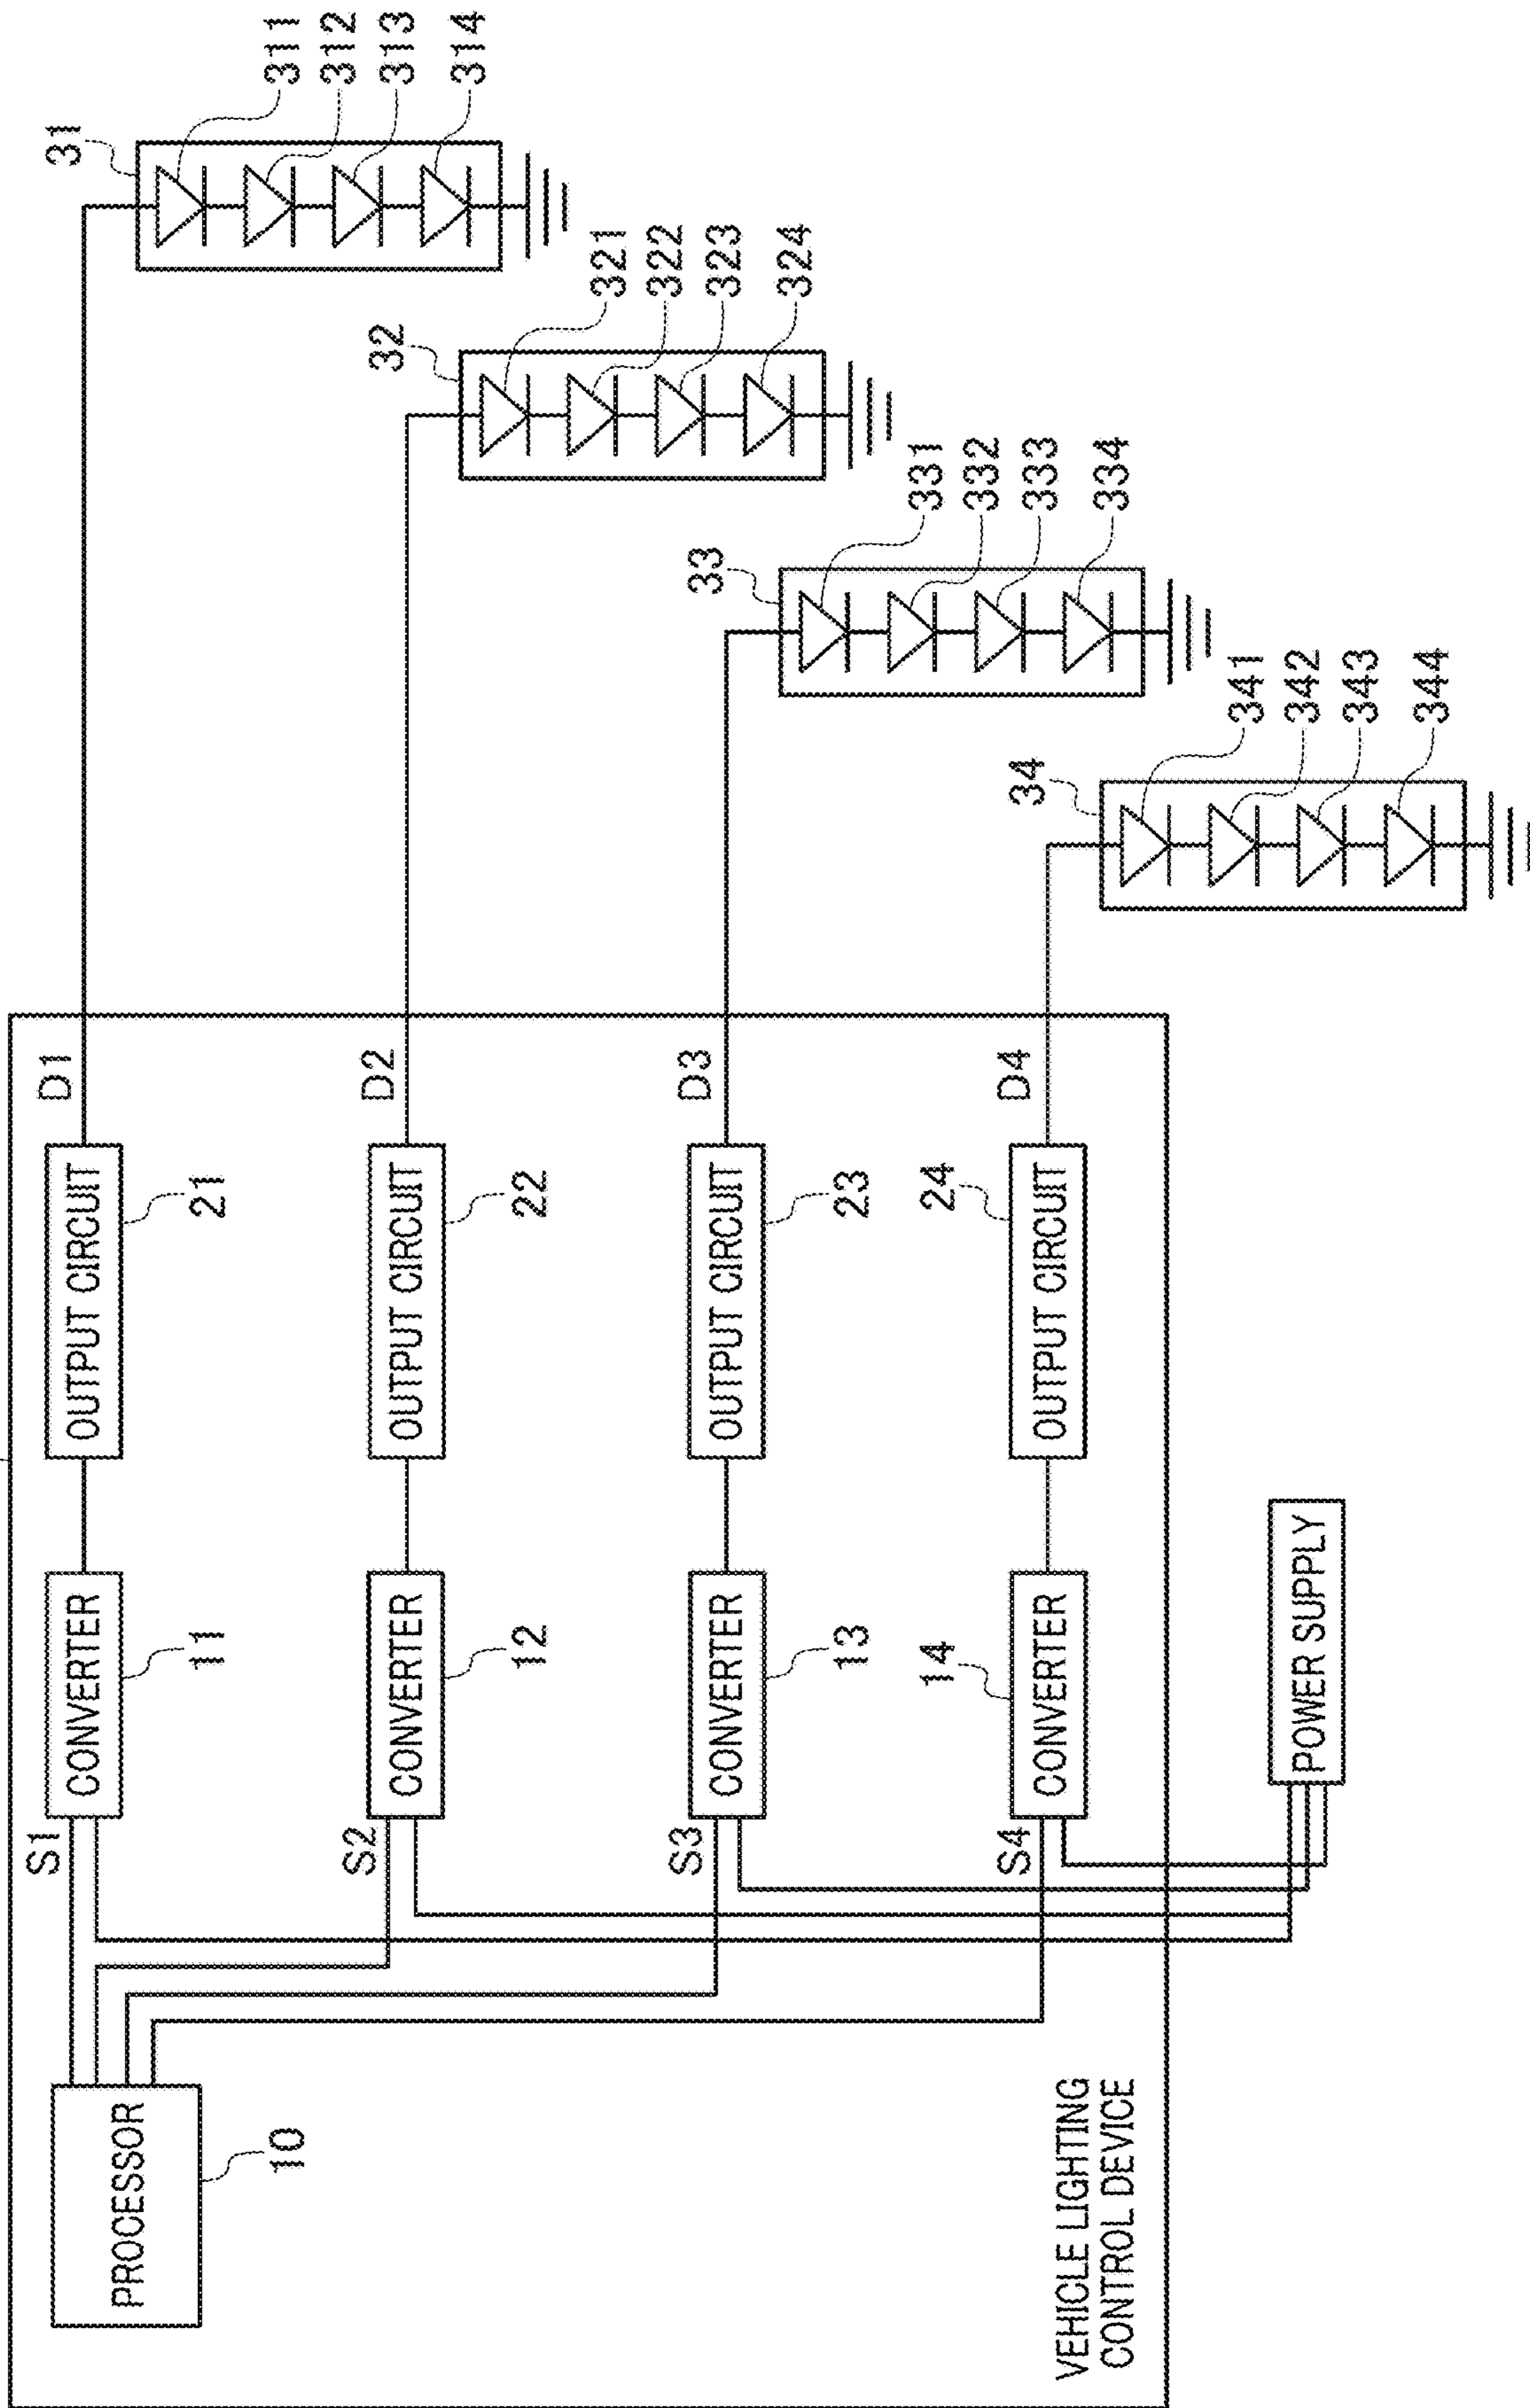 PROCESSOR
10
S1
CONVERTER
11
OUTPUT CIRCUIT
21
D1
31
311
312
313
314
S2
CONVERTER
12
OUTPUT CIRCUIT
22
D2
32
321
322
323
324
S3
CONVERTER
13
OUTPUT CIRCUIT
23
D3
33
331
332
333
334
S4
CONVERTER
14
OUTPUT CIRCUIT
24
D4
34
341
342
343
344
VEHICLE LIGHTING
CONTROL DEVICE
POWER SUPPLY